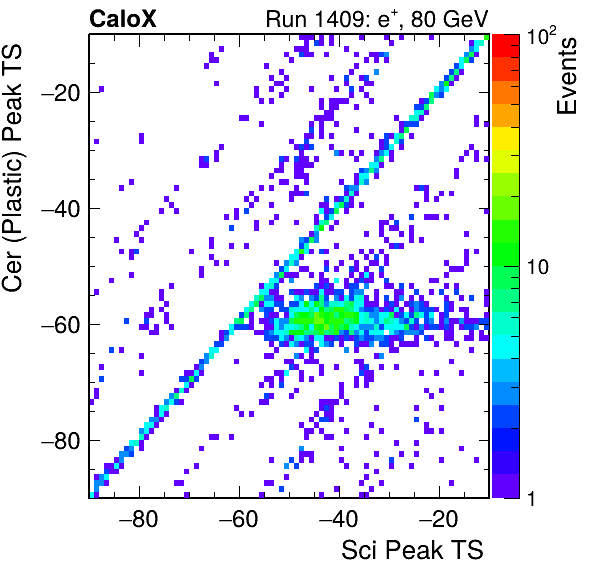 CaloX
Run 1409: e+, 80 GeV
Cer (Plastic) Peak TS
Events
10²
10
1
−20
−40
−60
−80
−80
−60
−40
−20
Sci Peak TS